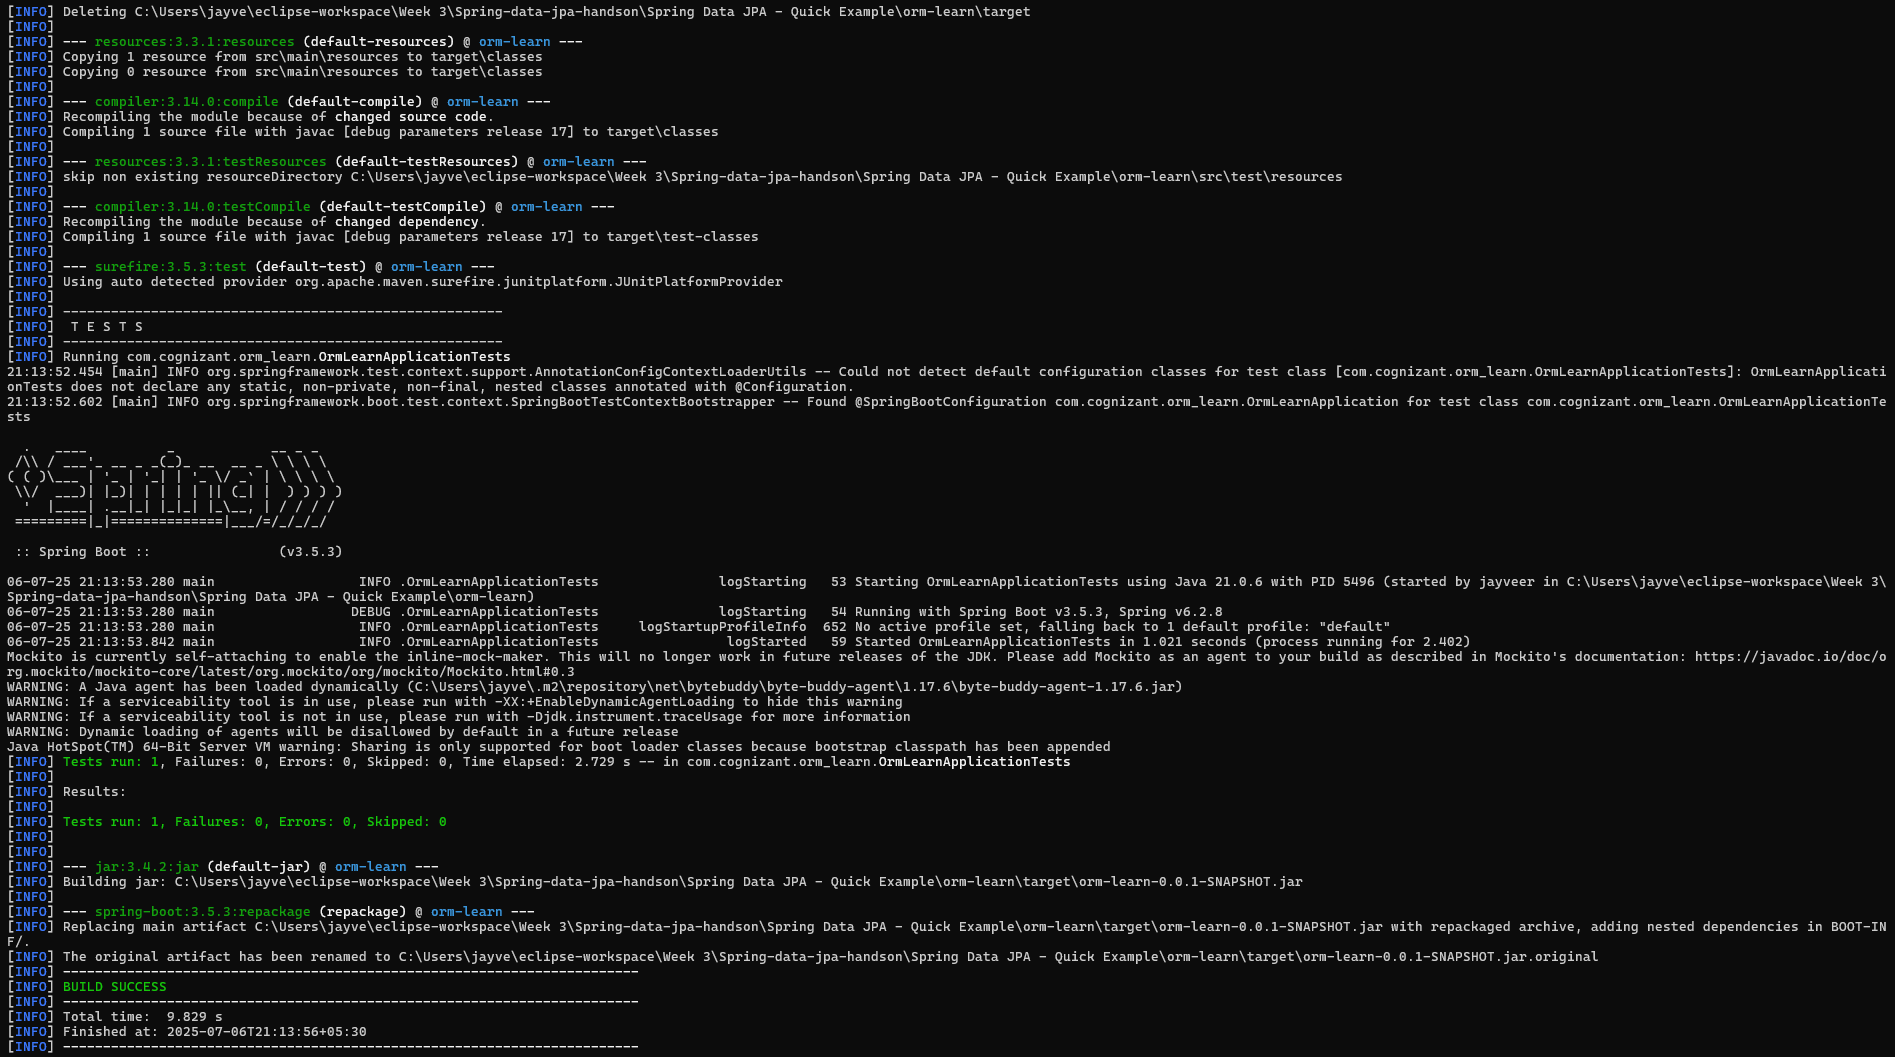 [INFO] Deleting C:\Users\jayve\eclipse-workspace\Week 3\Spring-data-jpa-handson\Spring Data JPA - Quick Example\orm-learn\target
[INFO]
[INFO] --- resources:3.3.1:resources (default-resources) @ orm-learn ---
[INFO] Copying 1 resource from src\main\resources to target\classes
[INFO] Copying 0 resource from src\main\resources to target\classes
[INFO]
[INFO] --- compiler:3.14.0:compile (default-compile) @ orm-learn ---
[INFO] Recompiling the module because of changed source code.
[INFO] Compiling 1 source file with javac [debug parameters release 17] to target\classes
[INFO]
[INFO] --- resources:3.3.1:testResources (default-testResources) @ orm-learn ---
[INFO] skip non existing resourceDirectory C:\Users\jayve\eclipse-workspace\Week 3\Spring-data-jpa-handson\Spring Data JPA - Quick Example\orm-learn\src\test\resources
[INFO]
[INFO] --- compiler:3.14.0:testCompile (default-testCompile) @ orm-learn ---
[INFO] Recompiling the module because of changed dependency.
[INFO] Compiling 1 source file with javac [debug parameters release 17] to target\test-classes
[INFO]
[INFO] --- surefire:3.5.3:test (default-test) @ orm-learn ---
[INFO] Using auto detected provider org.apache.maven.surefire.junitplatform.JUnitPlatformProvider
[INFO]
[INFO] -------------------------------------------------------
[INFO]  T E S T S
[INFO] -------------------------------------------------------
[INFO] Running com.cognizant.orm_learn.OrmLearnApplicationTests
21:13:52.454 [main] INFO org.springframework.test.context.support.AnnotationConfigContextLoaderUtils -- Could not detect default configuration classes for test class [com.cognizant.orm_learn.OrmLearnApplicationTests]: OrmLearnApplicati
onTests does not declare any static, non-private, non-final, nested classes annotated with @Configuration.
21:13:52.602 [main] INFO org.springframework.boot.test.context.SpringBootTestContextBootstrapper -- Found @SpringBootConfiguration com.cognizant.orm_learn.OrmLearnApplication for test class com.cognizant.orm_learn.OrmLearnApplicationTe
sts

  .   ____          _            __ _ _
 /\\ / ___'_ __ _ _(_)_ __  __ _ \ \ \ \
( ( )\___ | '_ | '_| | '_ \/ _` | \ \ \ \
 \\/  ___)| |_)| | | | | || (_| |  ) ) ) )
  '  |____| .__|_| |_|_| |_\__, | / / / /
 =========|_|==============|___/=/_/_/_/

 :: Spring Boot ::                (v3.5.3)

06-07-25 21:13:53.280 main                  INFO .OrmLearnApplicationTests               logStarting   53 Starting OrmLearnApplicationTests using Java 21.0.6 with PID 5496 (started by jayveer in C:\Users\jayve\eclipse-workspace\Week 3\
Spring-data-jpa-handson\Spring Data JPA - Quick Example\orm-learn)
06-07-25 21:13:53.280 main                 DEBUG .OrmLearnApplicationTests               logStarting   54 Running with Spring Boot v3.5.3, Spring v6.2.8
06-07-25 21:13:53.280 main                  INFO .OrmLearnApplicationTests     logStartupProfileInfo  652 No active profile set, falling back to 1 default profile: "default"
06-07-25 21:13:53.842 main                  INFO .OrmLearnApplicationTests                logStarted   59 Started OrmLearnApplicationTests in 1.021 seconds (process running for 2.402)
Mockito is currently self-attaching to enable the inline-mock-maker. This will no longer work in future releases of the JDK. Please add Mockito as an agent to your build as described in Mockito's documentation: https://javadoc.io/doc/o
rg.mockito/mockito-core/latest/org.mockito/org/mockito/Mockito.html#0.3
WARNING: A Java agent has been loaded dynamically (C:\Users\jayve\.m2\repository\net\bytebuddy\byte-buddy-agent\1.17.6\byte-buddy-agent-1.17.6.jar)
WARNING: If a serviceability tool is in use, please run with -XX:+EnableDynamicAgentLoading to hide this warning
WARNING: If a serviceability tool is not in use, please run with -Djdk.instrument.traceUsage for more information
WARNING: Dynamic loading of agents will be disallowed by default in a future release
Java HotSpot(TM) 64-Bit Server VM warning: Sharing is only supported for boot loader classes because bootstrap classpath has been appended
[INFO] Tests run: 1, Failures: 0, Errors: 0, Skipped: 0, Time elapsed: 2.729 s -- in com.cognizant.orm_learn.OrmLearnApplicationTests
[INFO]
[INFO] Results:
[INFO]
[INFO] Tests run: 1, Failures: 0, Errors: 0, Skipped: 0
[INFO]
[INFO]
[INFO] --- jar:3.4.2:jar (default-jar) @ orm-learn ---
[INFO] Building jar: C:\Users\jayve\eclipse-workspace\Week 3\Spring-data-jpa-handson\Spring Data JPA - Quick Example\orm-learn\target\orm-learn-0.0.1-SNAPSHOT.jar
[INFO]
[INFO] --- spring-boot:3.5.3:repackage (repackage) @ orm-learn ---
[INFO] Replacing main artifact C:\Users\jayve\eclipse-workspace\Week 3\Spring-data-jpa-handson\Spring Data JPA - Quick Example\orm-learn\target\orm-learn-0.0.1-SNAPSHOT.jar with repackaged archive, adding nested dependencies in BOOT-IN
F/.
[INFO] The original artifact has been renamed to C:\Users\jayve\eclipse-workspace\Week 3\Spring-data-jpa-handson\Spring Data JPA - Quick Example\orm-learn\target\orm-learn-0.0.1-SNAPSHOT.jar.original
[INFO] ------------------------------------------------------------------------
[INFO] BUILD SUCCESS
[INFO] ------------------------------------------------------------------------
[INFO] Total time:  9.829 s
[INFO] Finished at: 2025-07-06T21:13:56+05:30
[INFO] ------------------------------------------------------------------------